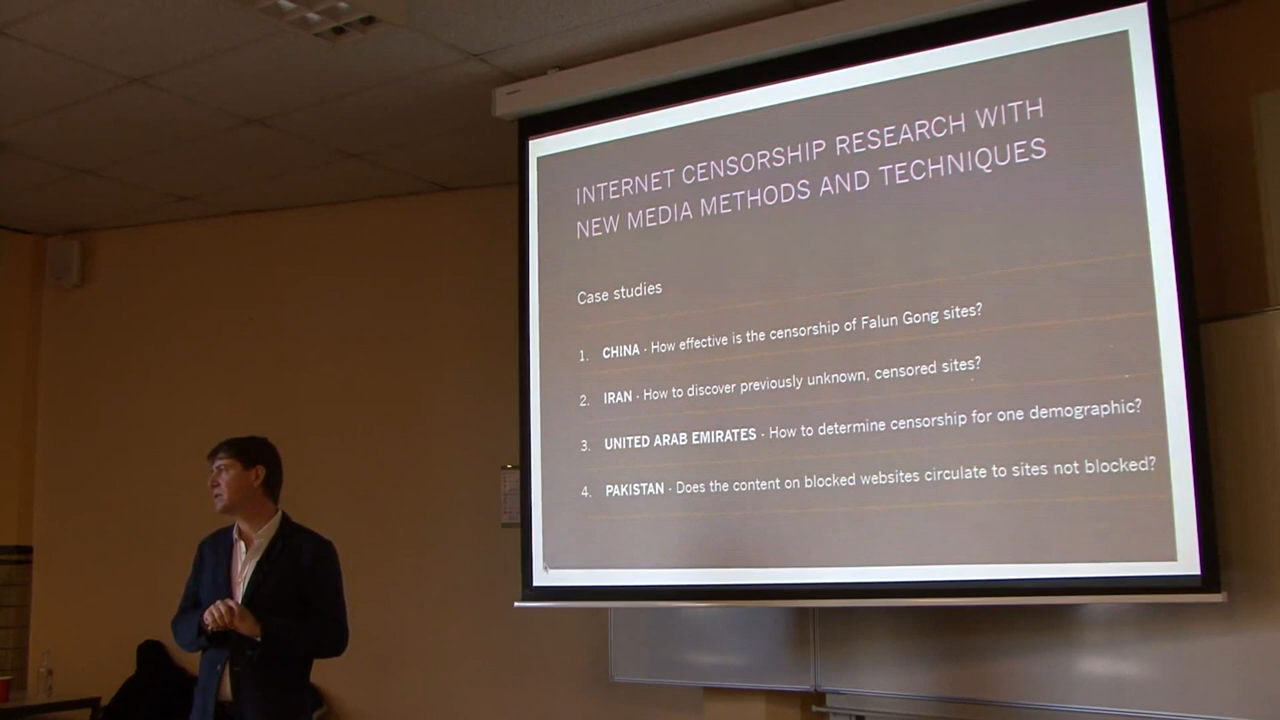 INTERNET CENSORSHIP RESEARCH WITH
NEW MEDIA METHODS AND TECHNIQUES
Case studies
1. CHINA - How effective is the censorship of Falun Gong sites?
2. IRAN - How to discover previously unknown, censored sites?
3. UNITED ARAB EMIRATES - How to determine censorship for one demographic?
4. PAKISTAN - Does the content on blocked websites circulate to sites not blocked?